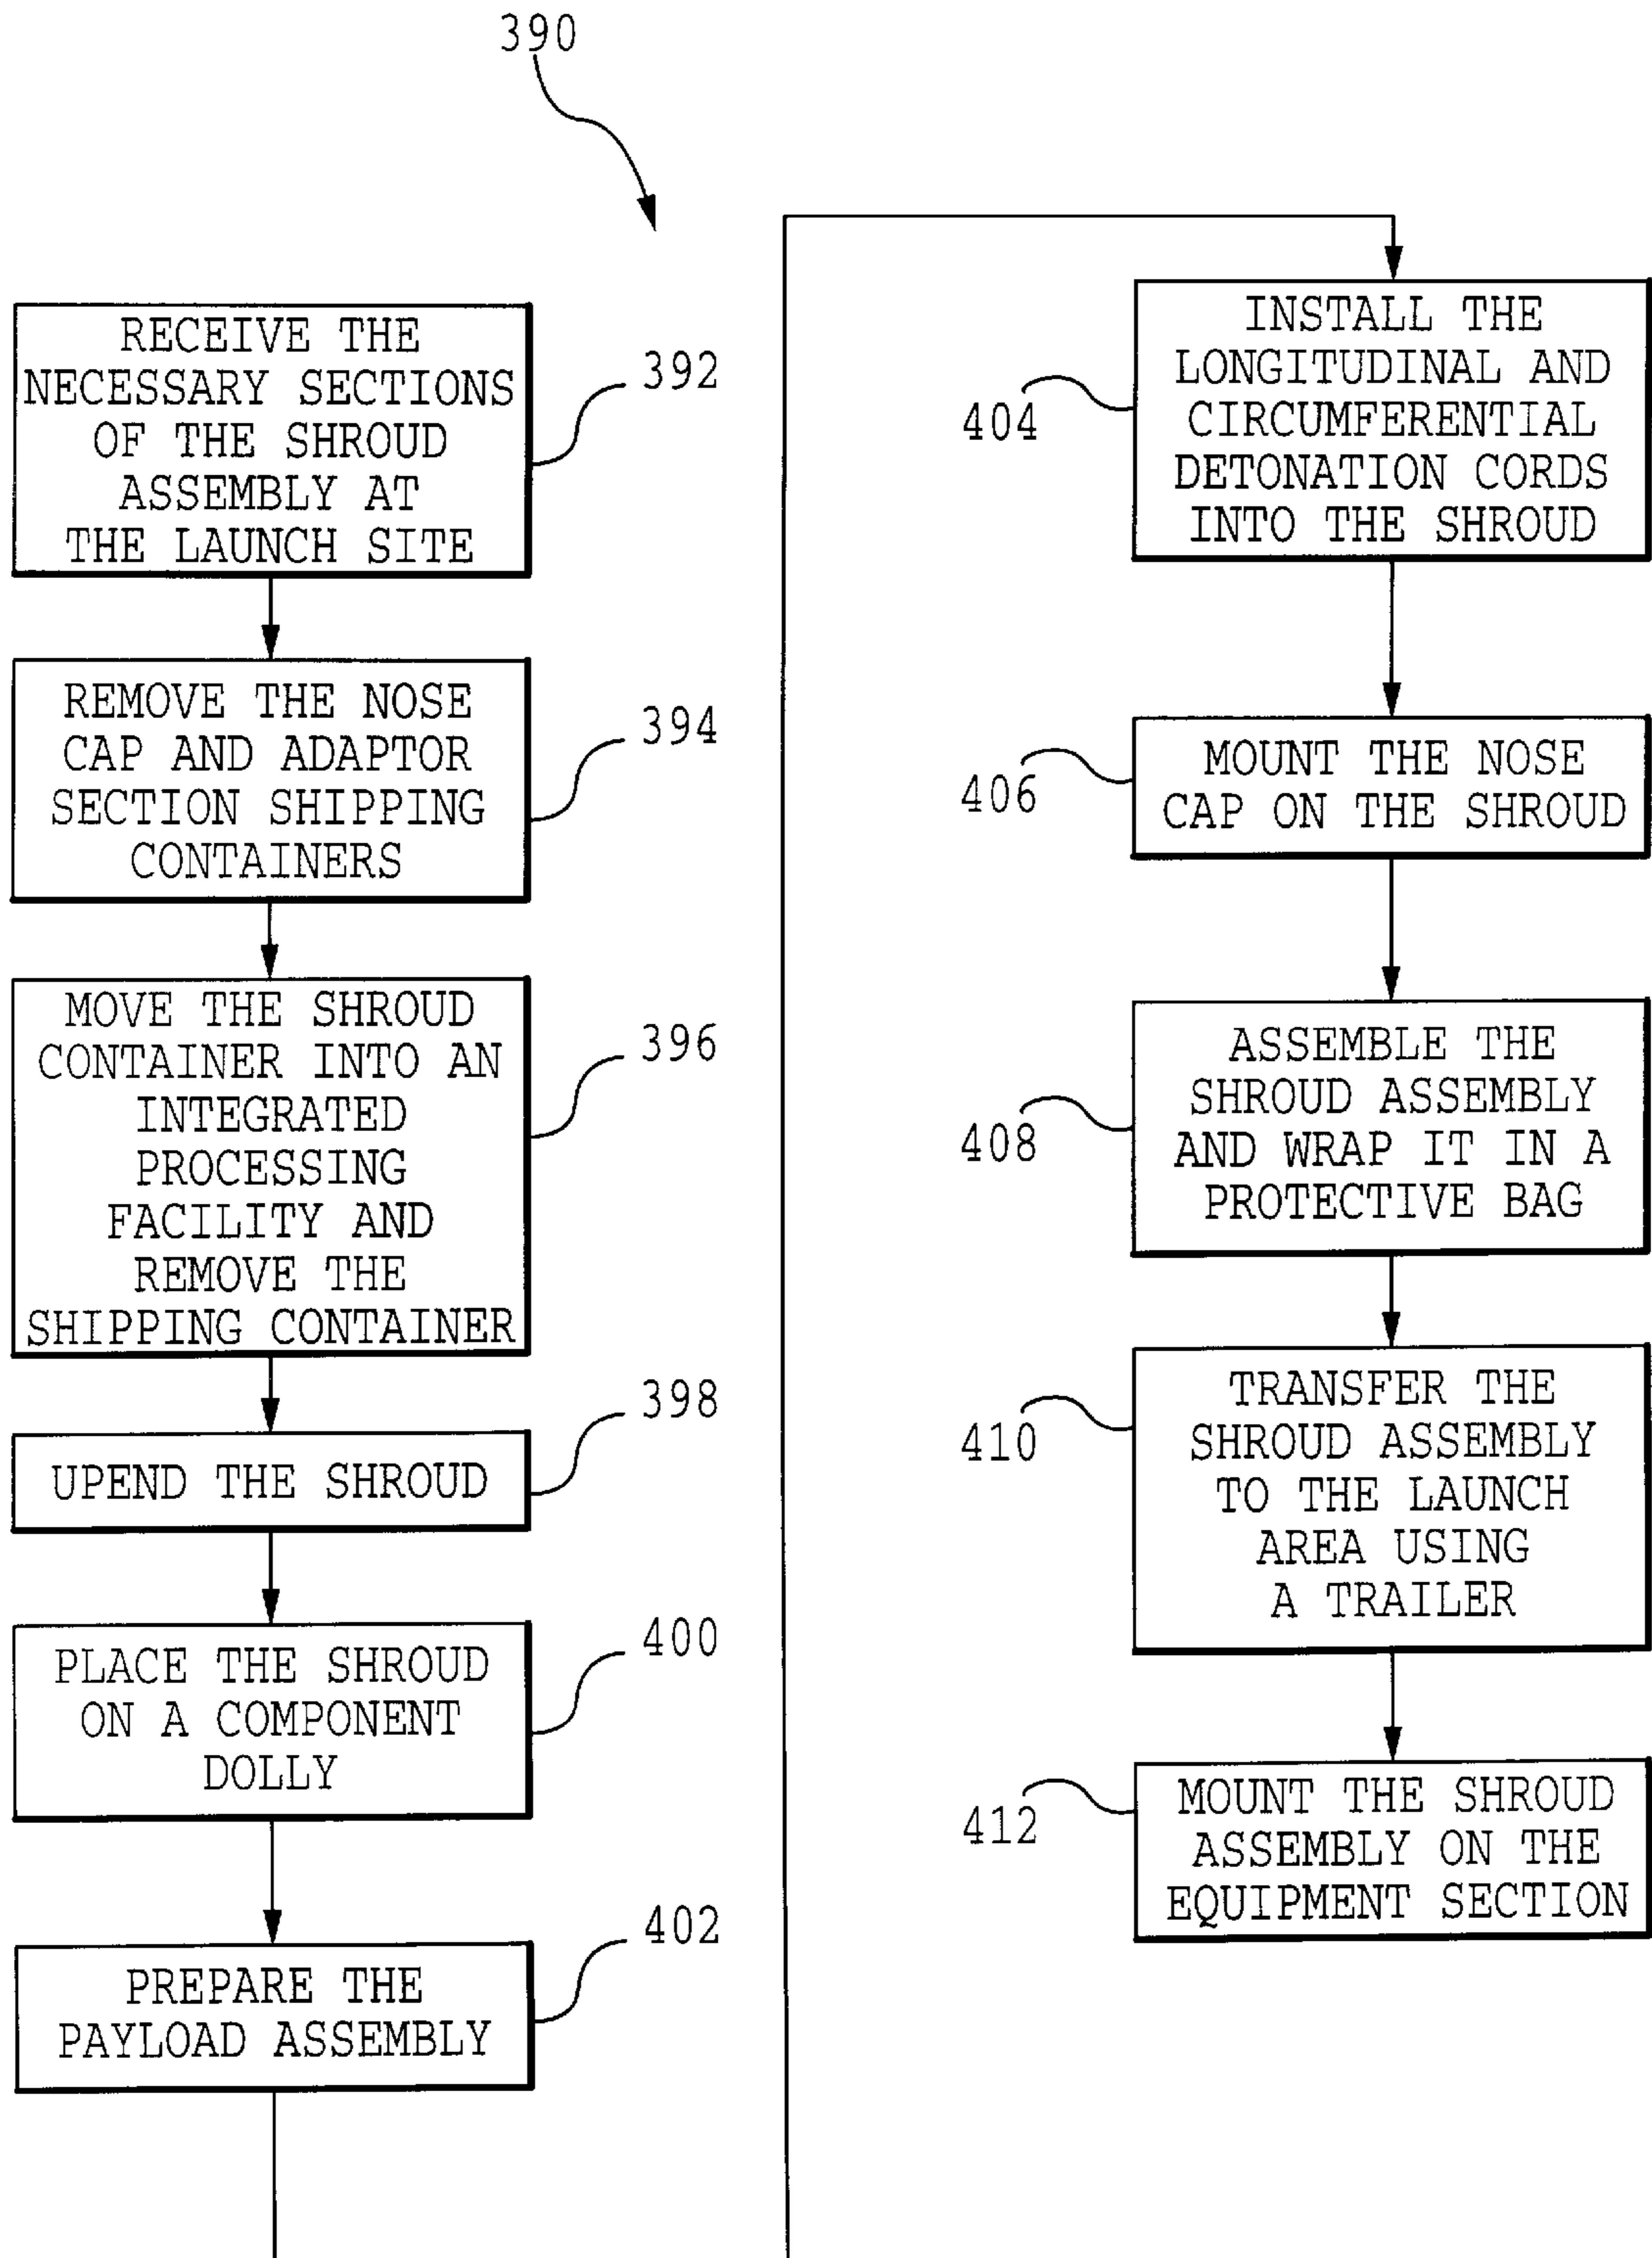 390
RECEIVE THE
NECESSARY SECTIONS
OF THE SHROUD
ASSEMBLY AT
THE LAUNCH SITE
392
REMOVE THE NOSE
CAP AND ADAPTOR
SECTION SHIPPING
CONTAINERS
394
MOVE THE SHROUD
CONTAINER INTO AN
INTEGRATED
PROCESSING
FACILITY AND
REMOVE THE
SHIPPING CONTAINER
396
UPEND THE SHROUD
398
PLACE THE SHROUD
ON A COMPONENT
DOLLY
400
PREPARE THE
PAYLOAD ASSEMBLY
402
INSTALL THE
LONGITUDINAL AND
CIRCUMFERENTIAL
DETONATION CORDS
INTO THE SHROUD
404
MOUNT THE NOSE
CAP ON THE SHROUD
406
ASSEMBLE THE
SHROUD ASSEMBLY
AND WRAP IT IN A
PROTECTIVE BAG
408
TRANSFER THE
SHROUD ASSEMBLY
TO THE LAUNCH
AREA USING
A TRAILER
410
MOUNT THE SHROUD
ASSEMBLY ON THE
EQUIPMENT SECTION
412